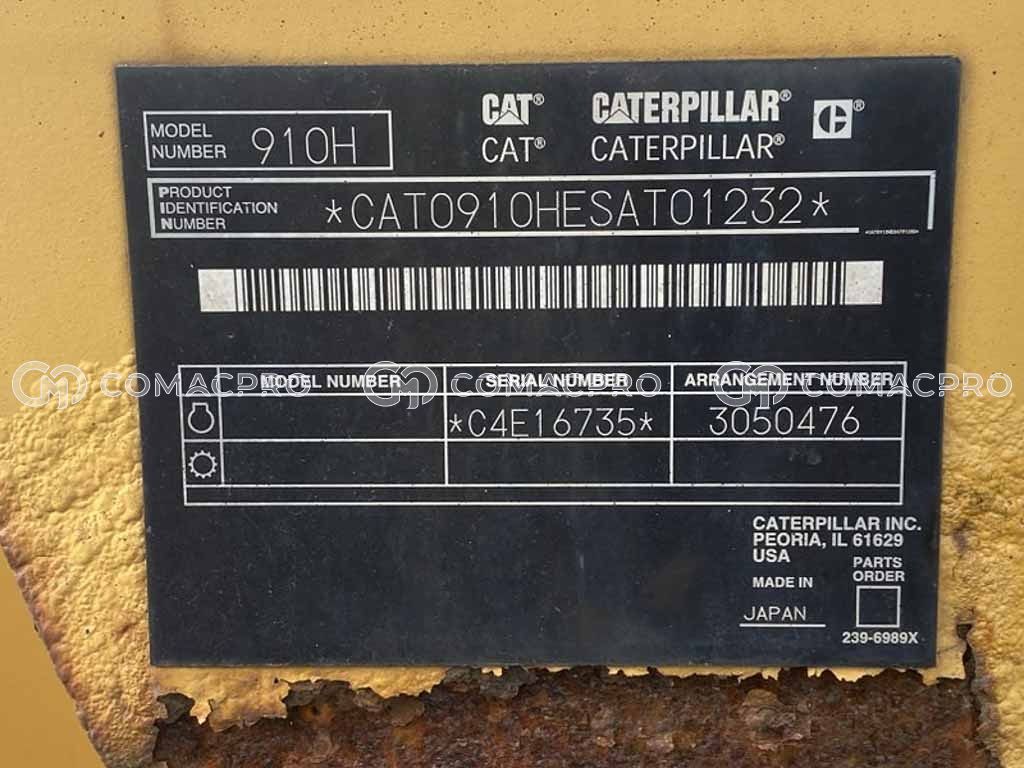 CAT® CATERPILLAR® C®
CAT® CATERPILLAR®
MODEL
NUMBER 910H
PRODUCT
IDENTIFICATION
NUMBER
*CAT0910HESAT01232*
MODEL NUMBER SERIAL NUMBER ARRANGEMENT NUMBER
COMACPRO COMACPRO COMACPRO
*C4E16735* 3050476
CATERPILLAR INC.
PEORIA, IL 61629
USA
MADE IN
JAPAN
PARTS
ORDER
239-6989X